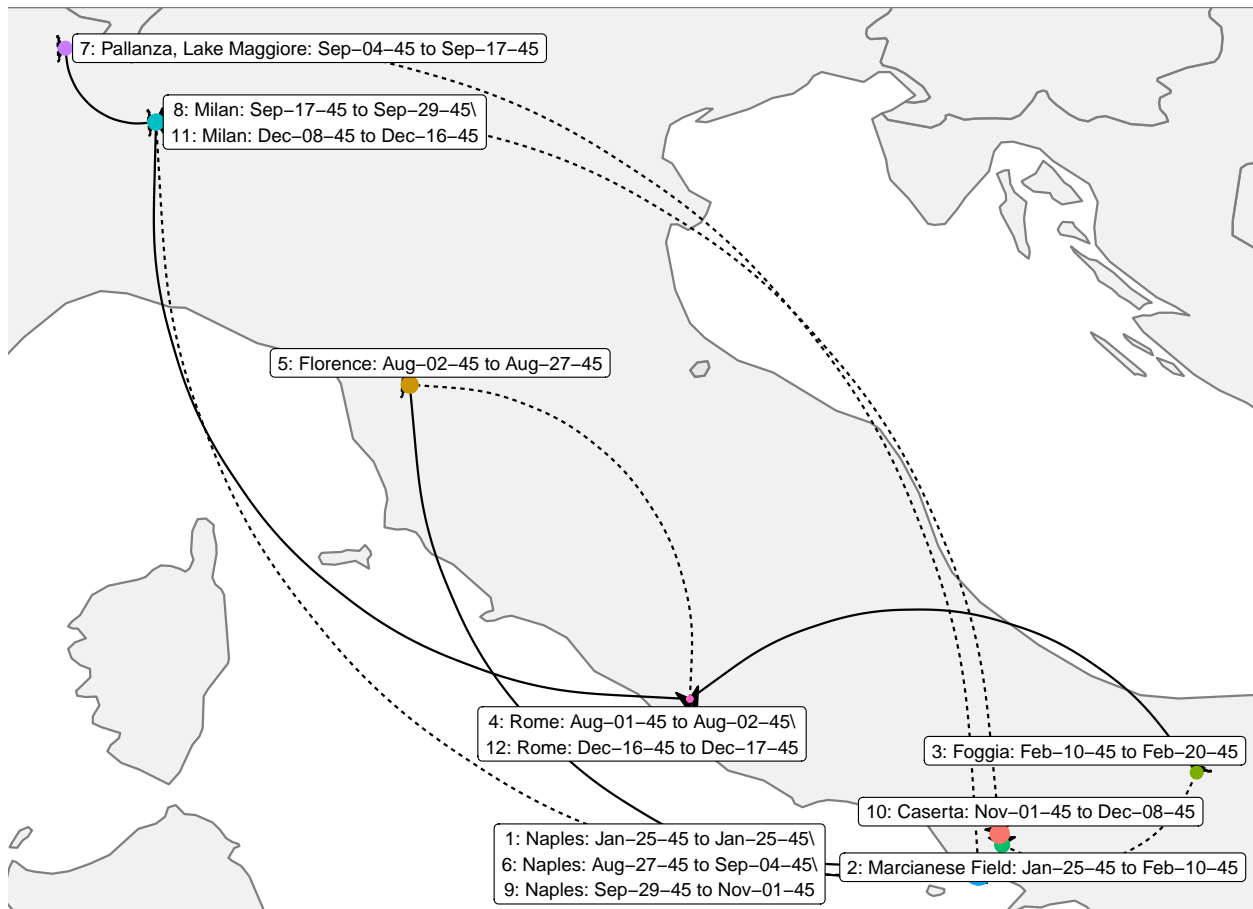 7: Pallanza, Lake Maggiore: Sep−04−45 to Sep−17−45
8: Milan: Sep−17−45 to Sep−29−45\
11: Milan: Dec−08−45 to Dec−16−45
5: Florence: Aug−02−45 to Aug−27−45
4: Rome: Aug−01−45 to Aug−02−45\
12: Rome: Dec−16−45 to Dec−17−45
3: Foggia: Feb−10−45 to Feb−20−45
10: Caserta: Nov−01−45 to Dec−08−45
1: Naples: Jan−25−45 to Jan−25−45\
6: Naples: Aug−27−45 to Sep−04−45\
9: Naples: Sep−29−45 to Nov−01−45
2: Marcianese Field: Jan−25−45 to Feb−10−45